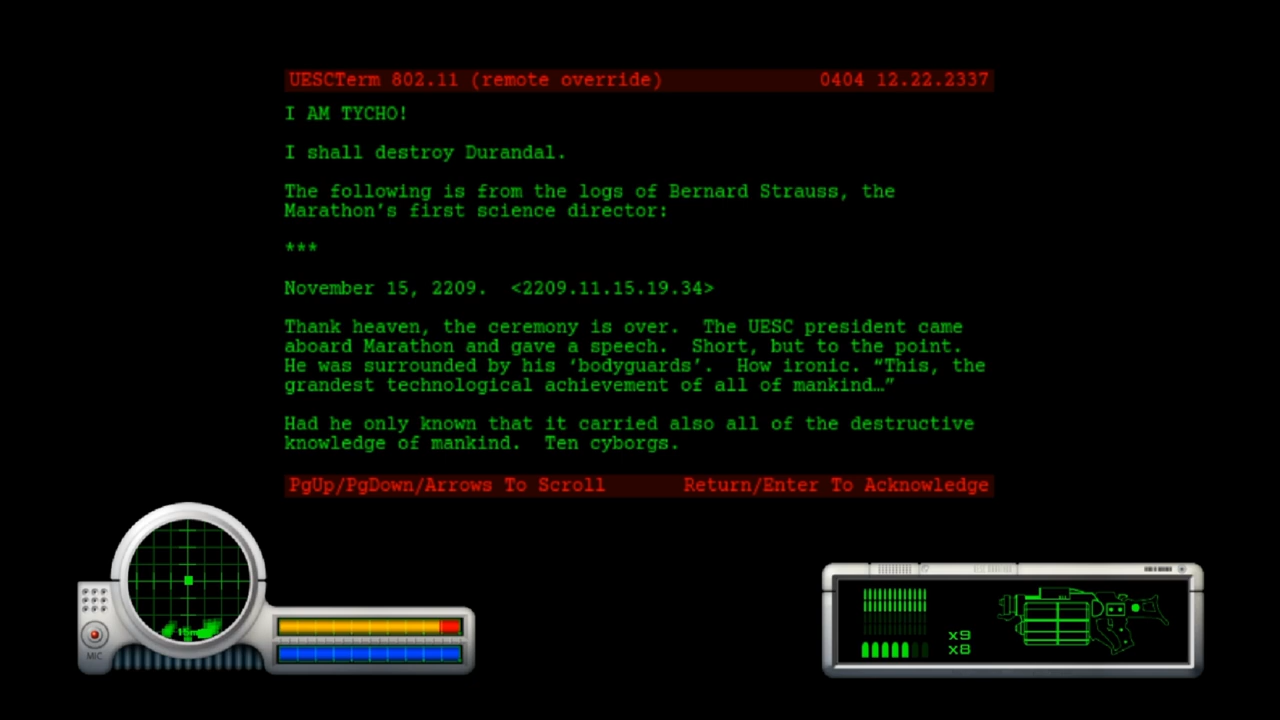 UESCTerm 802.11 (remote override) 0404 12.22.2337
I AM TYCHO!
I shall destroy Durandal.
The following is from the logs of Bernard Strauss, the
Marathon’s first science director:
***
November 15, 2209.  <2209.11.15.19.34>
Thank heaven, the ceremony is over.  The UESC president came
aboard Marathon and gave a speech.  Short, but to the point.
He was surrounded by his ‘bodyguards’.  How ironic. “This, the
grandest technological achievement of all of mankind…”
Had he only known that it carried also all of the destructive
knowledge of mankind.  Ten cyborgs.
PgUp/PgDown/Arrows To Scroll Return/Enter To Acknowledge
15m
MIC
x9
x8